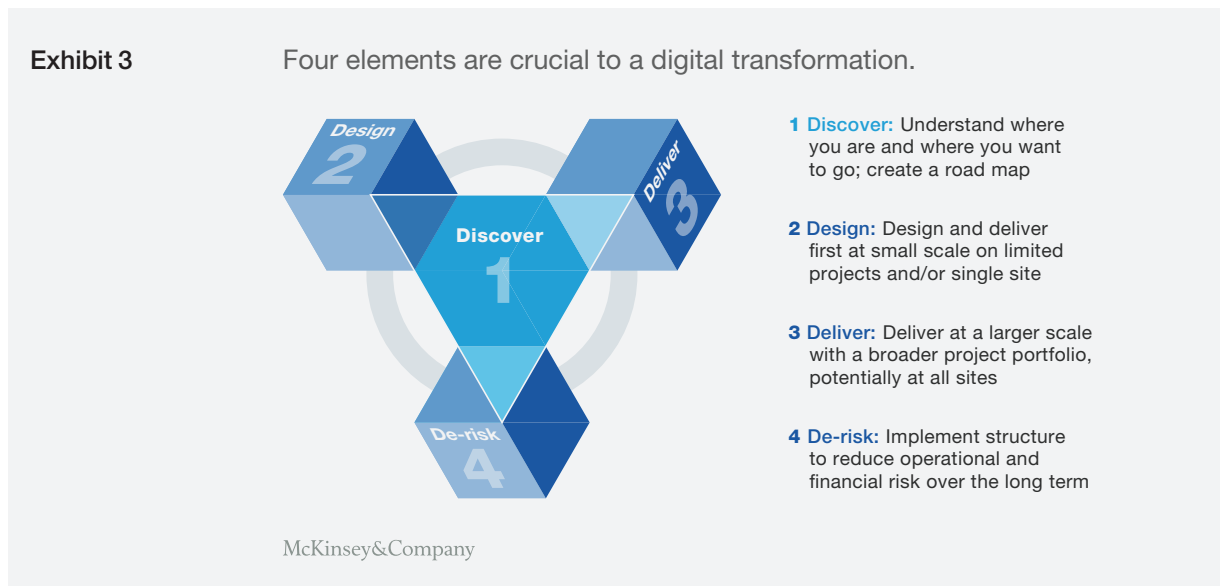 Exhibit 3
Four elements are crucial to a digital transformation.
Design
2
Deliver
3
Discover
1
De-risk
4
1 Discover: Understand where
you are and where you want
to go; create a road map
2 Design: Design and deliver
first at small scale on limited
projects and/or single site
3 Deliver: Deliver at a larger scale
with a broader project portfolio,
potentially at all sites
4 De-risk: Implement structure
to reduce operational and
financial risk over the long term
McKinsey&Company